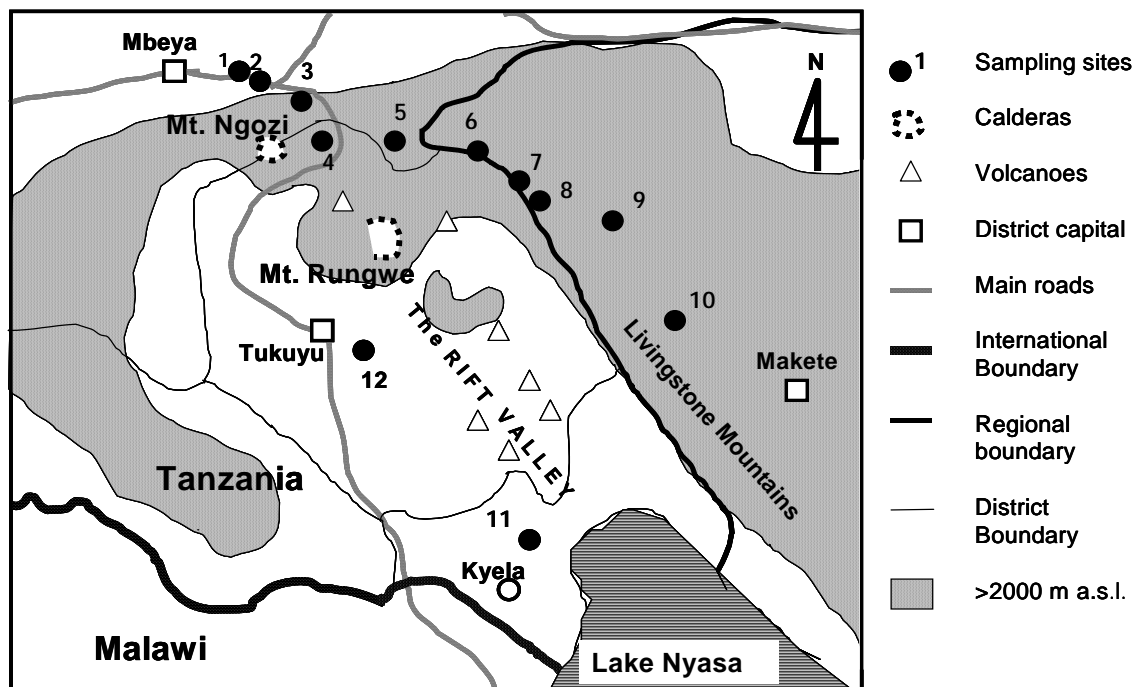 Mbeya
1
2
3
N
Mt. Ngozi
4
5
6
7
8
9
Mt. Rungwe
10
The RIFT VALLEY
Livingstone Mountains
Tukuyu
12
Makete
Tanzania
11
Kyela
Malawi
Lake Nyasa
1
Sampling sites
Calderas
Volcanoes
District capital
Main roads
International
Boundary
Regional
boundary
District
Boundary
>2000 m a.s.l.